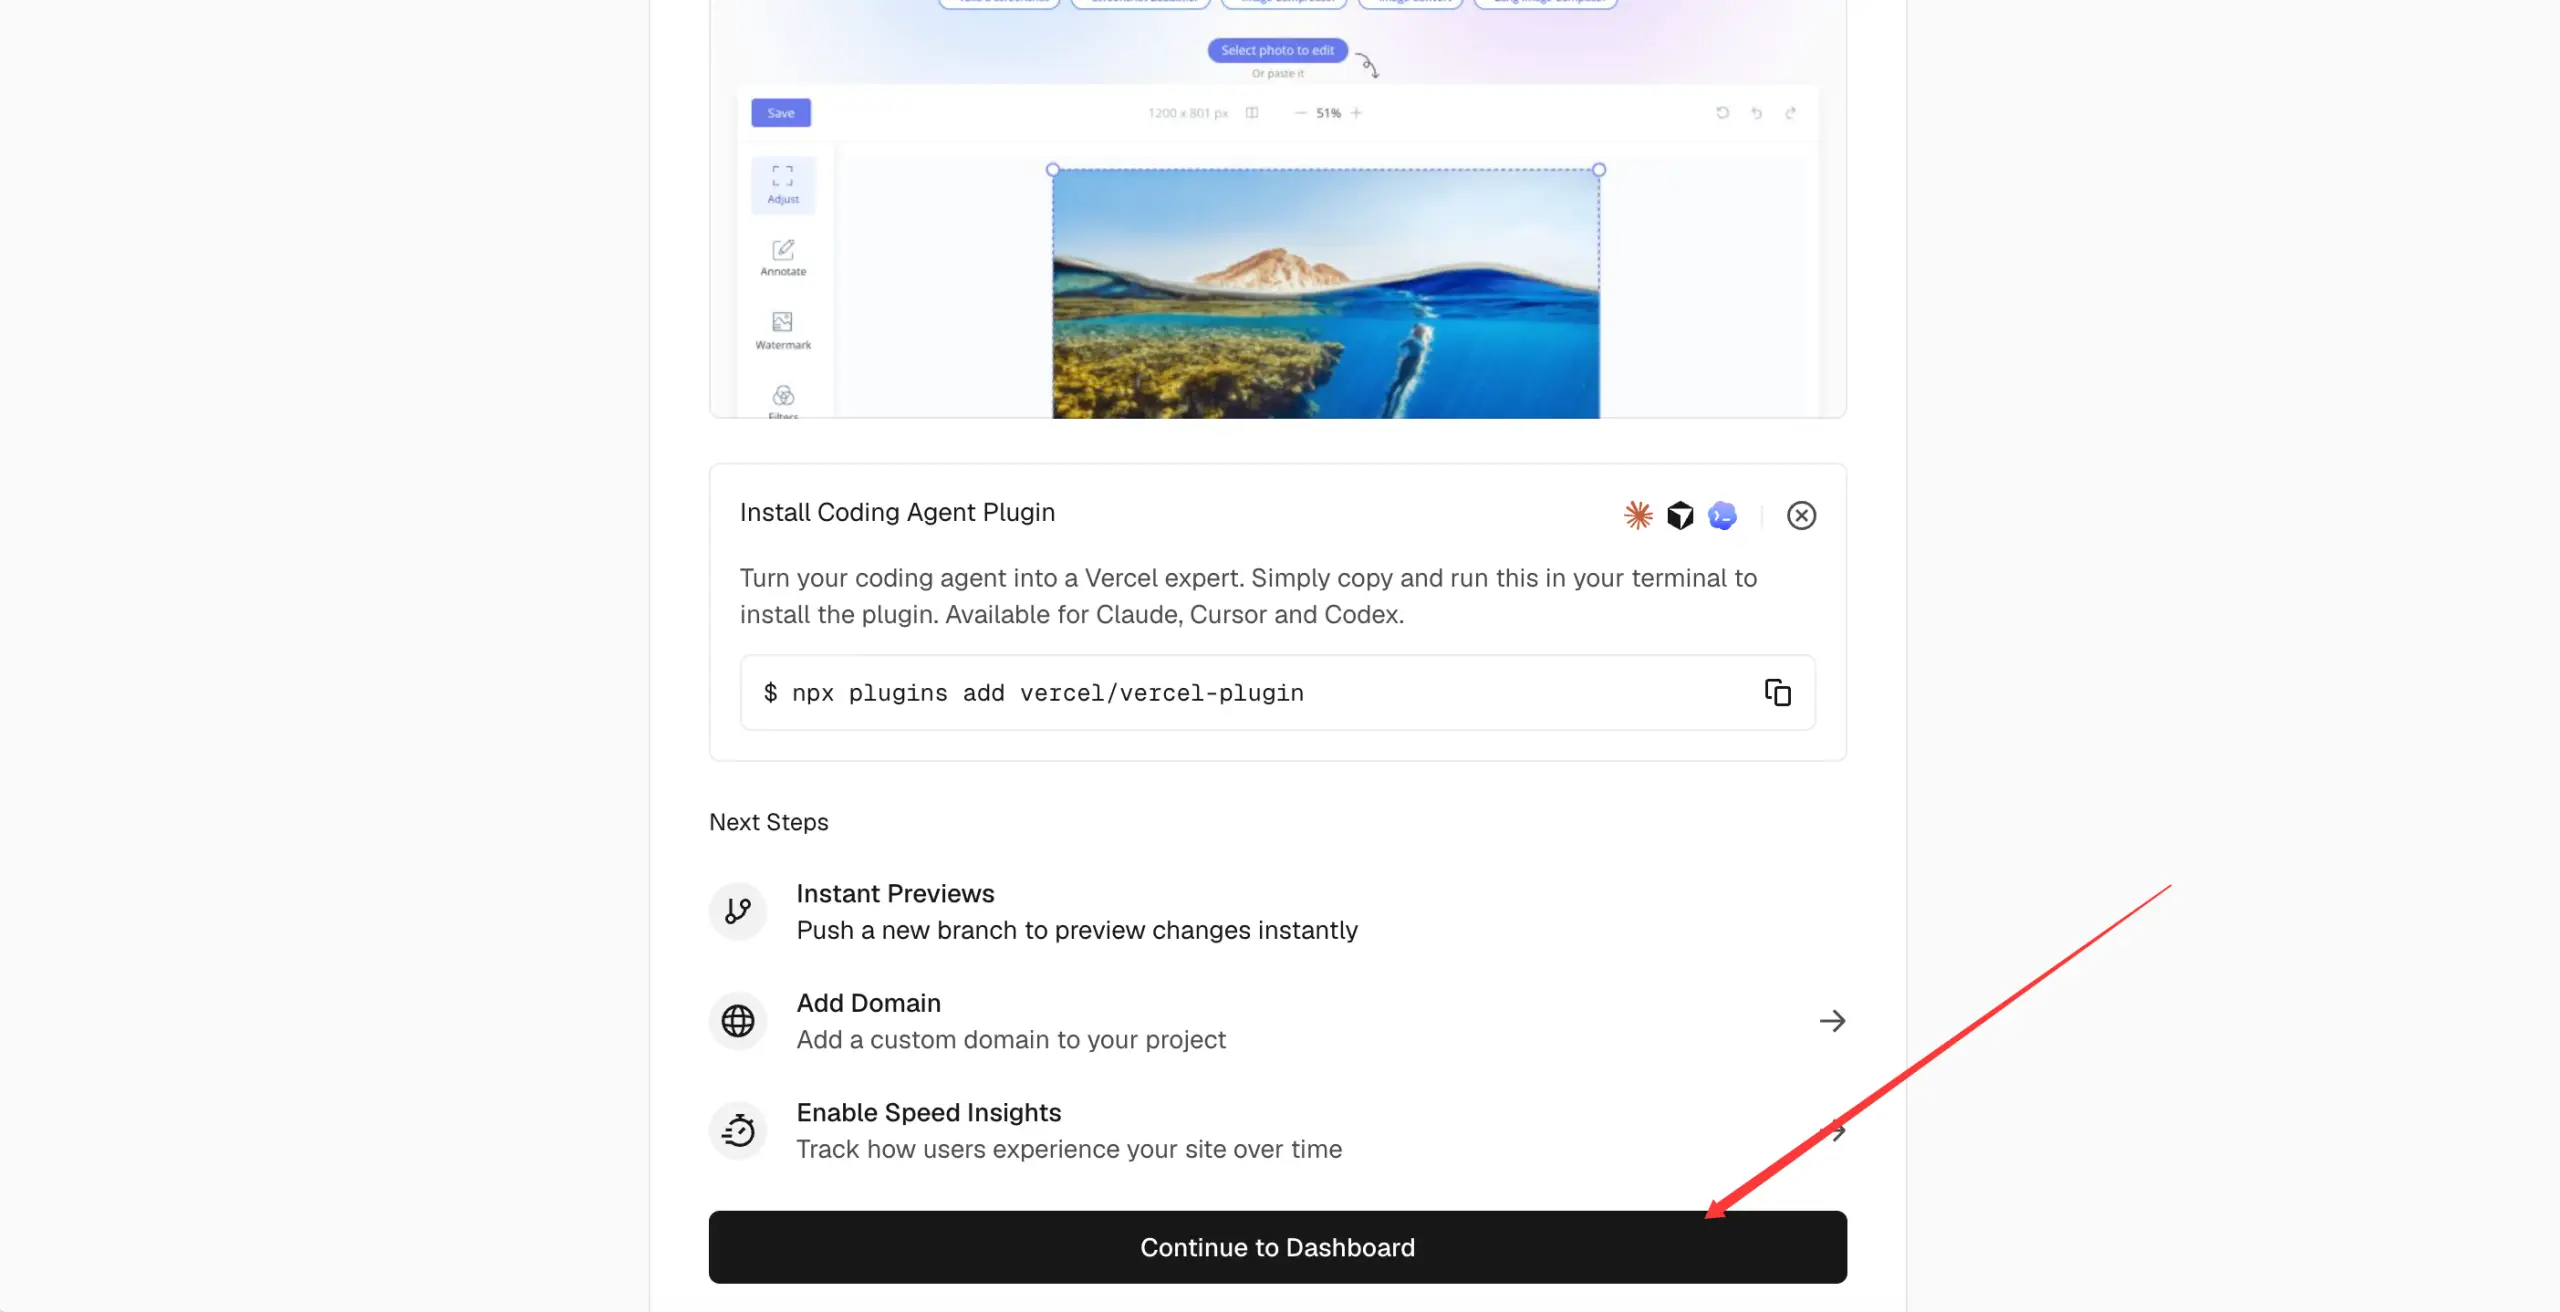 Select photo to edit
Or paste it
Save
1200 x 801 px
51%
Adjust
Annotate
Watermark
Filters
Install Coding Agent Plugin
Turn your coding agent into a Vercel expert. Simply copy and run this in your terminal to
install the plugin. Available for Claude, Cursor and Codex.
$ npx plugins add vercel/vercel-plugin
Next Steps
Instant Previews
Push a new branch to preview changes instantly
Add Domain
Add a custom domain to your project
Enable Speed Insights
Track how users experience your site over time
Continue to Dashboard